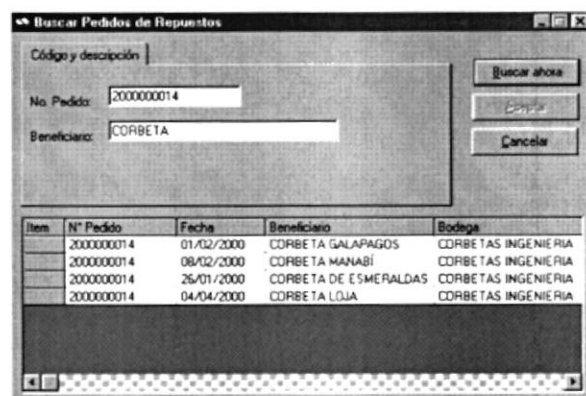 Buscar Pedidos de Repuestos
Código y descripción
Buscar ahora
No. Pedido: 2000000014
Beneficiario: CORBETA
Cancelar
Item N° Pedido Fecha Beneficiario Bodega
2000000014 01/02/2000 CORBETA GALAPAGOS CORBETAS INGENIERIA
2000000014 08/02/2000 CORBETA MANABÍ CORBETAS INGENIERIA
2000000014 26/01/2000 CORBETA DE ESMERALDAS CORBETAS INGENIERIA
2000000014 04/04/2000 CORBETA LOJA CORBETAS INGENIERIA